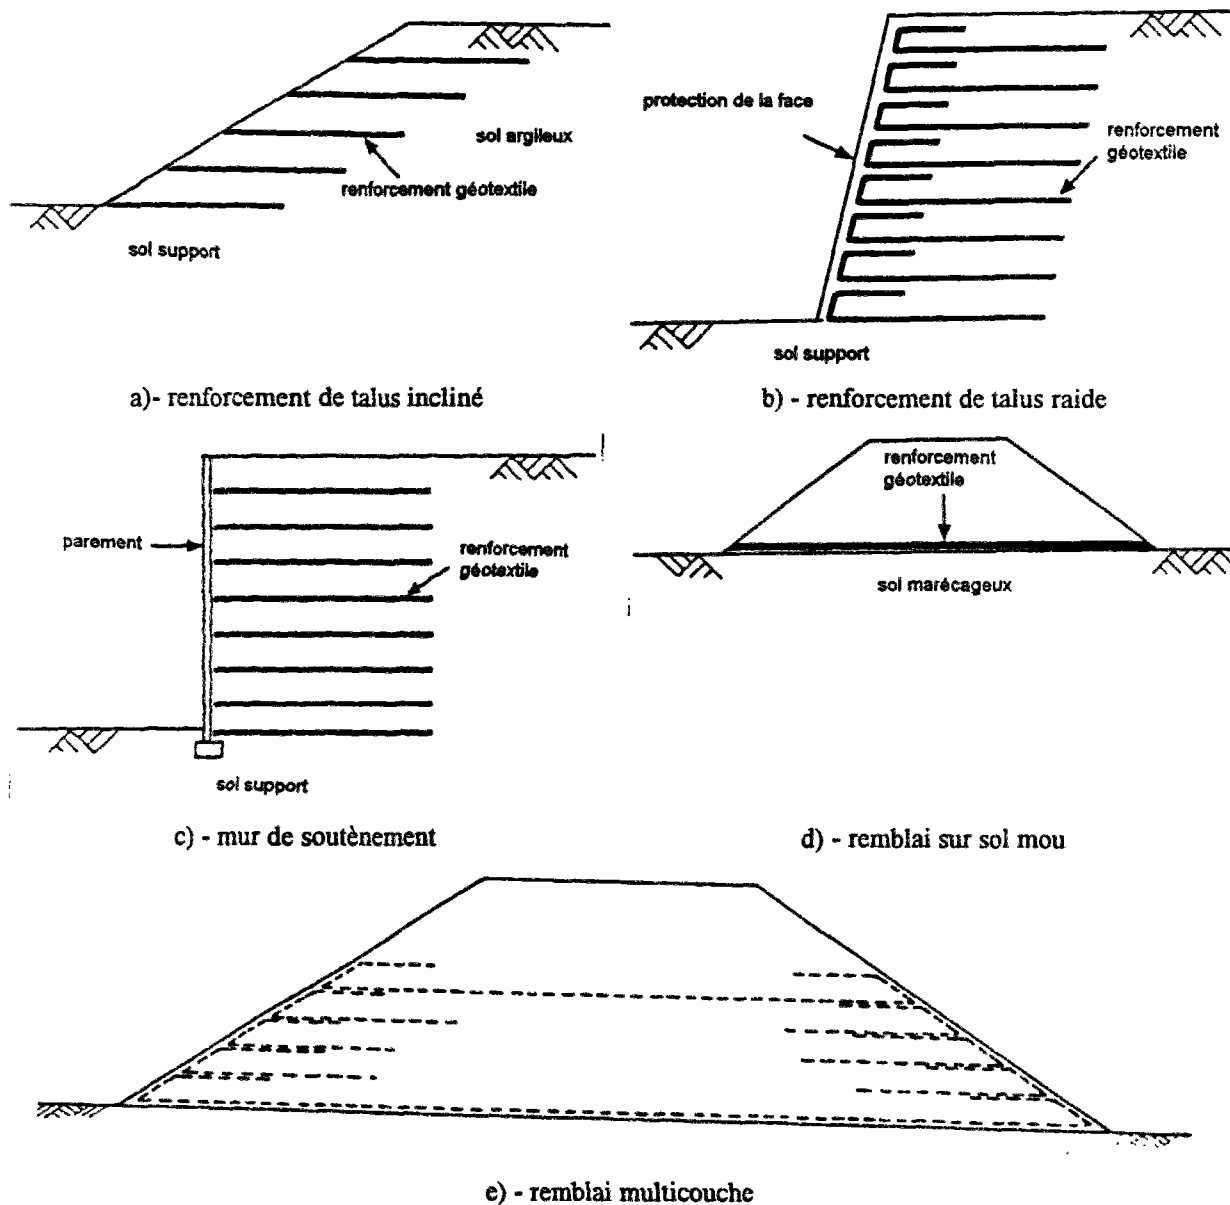 sol argileux
renforcement géotextile
sol support
a)- renforcement de talus incliné
protection de la face
renforcement
géotextile
sol support
b) - renforcement de talus raide
parement
renforcement
géotextile
sol support
c) - mur de soutènement
renforcement
géotextile
sol marécageux
d) - remblai sur sol mou
e) - remblai multicouche